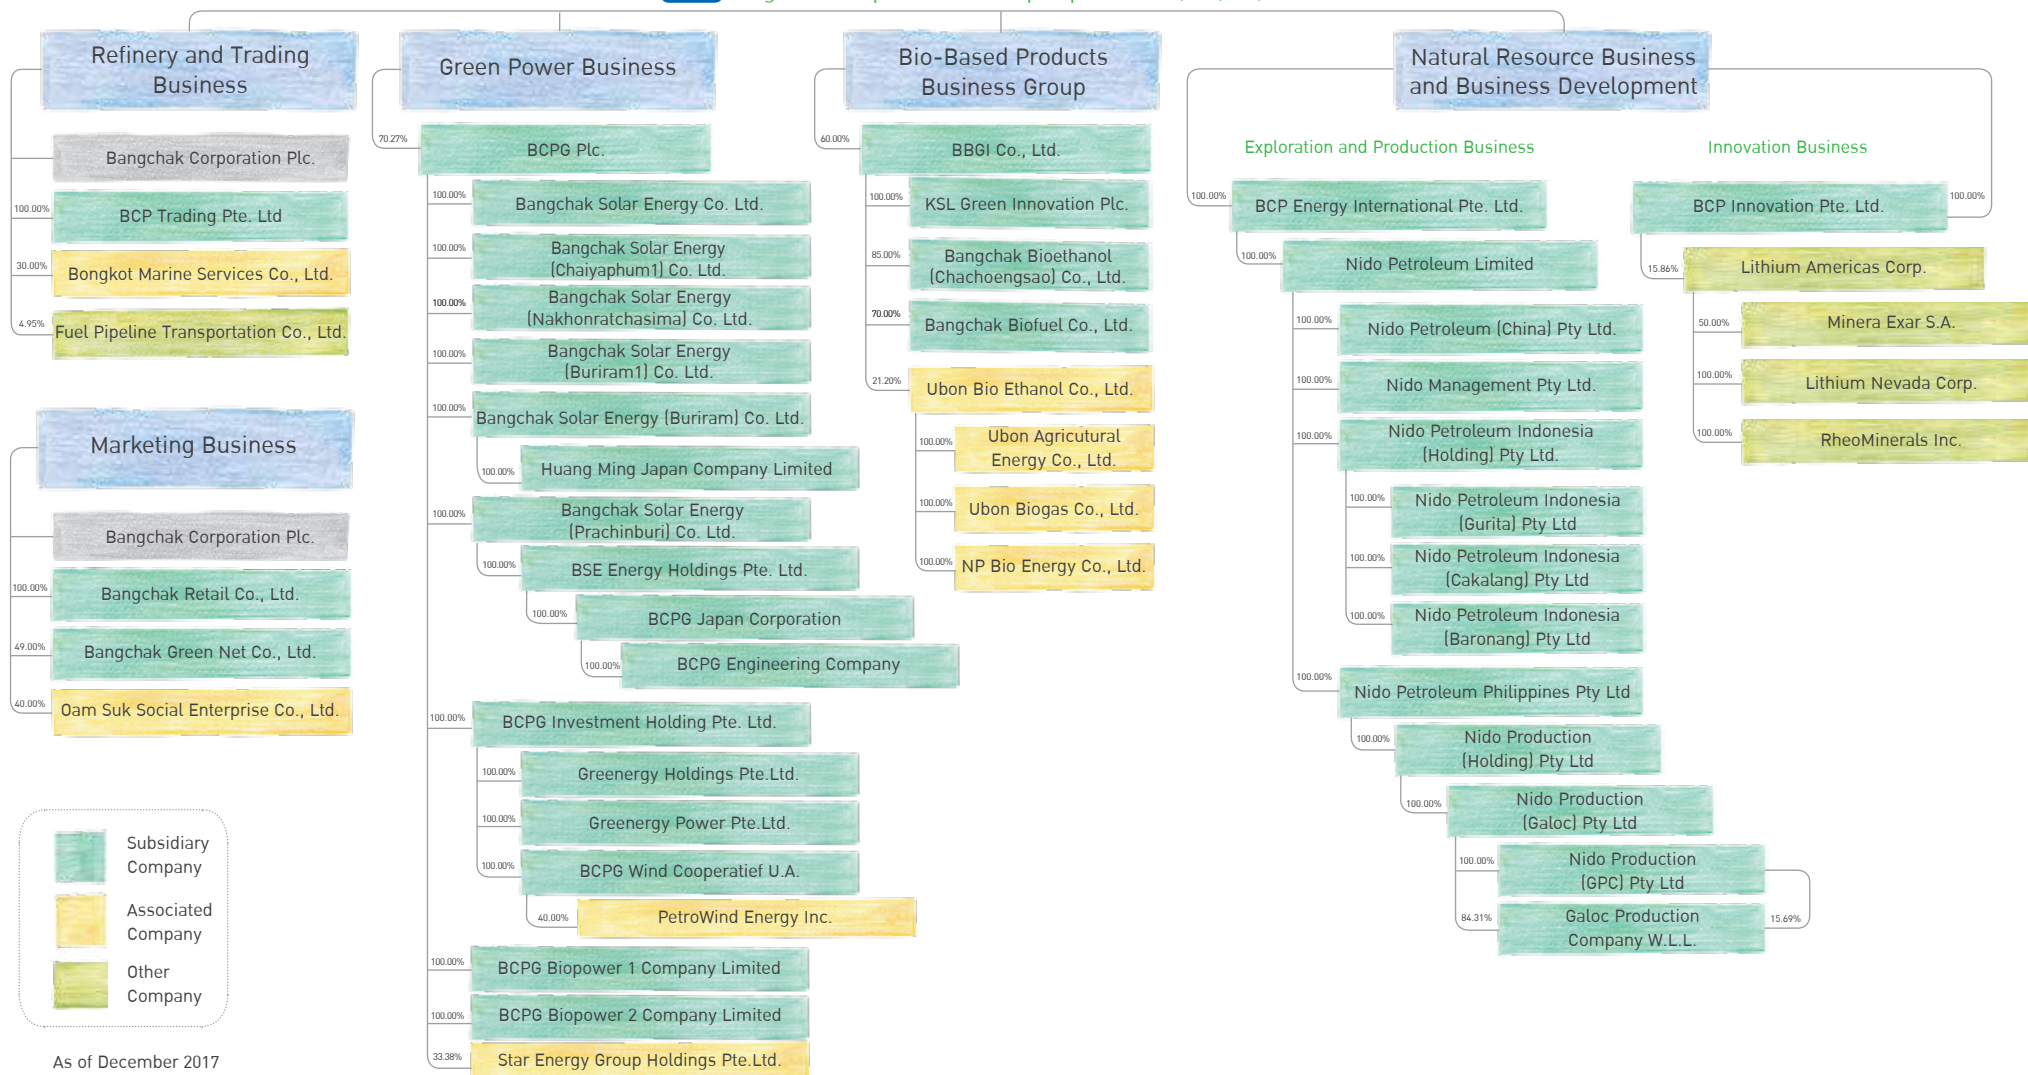 Refinery and Trading
Business
Bangchak Corporation Plc.
100.00%
BCP Trading Pte. Ltd
30.00%
Bongkot Marine Services Co., Ltd.
4.95%
Fuel Pipeline Transportation Co., Ltd.
Marketing Business
Bangchak Corporation Plc.
100.00%
Bangchak Retail Co., Ltd.
49.00%
Bangchak Green Net Co., Ltd.
40.00%
Oam Suk Social Enterprise Co., Ltd.
Subsidiary
Company
Associated
Company
Other
Company
As of December 2017
Green Power Business
70.27%
BCPG Plc.
100.00%
Bangchak Solar Energy Co. Ltd.
100.00%
Bangchak Solar Energy
(Chaiyaphum1) Co. Ltd.
100.00%
Bangchak Solar Energy
(Nakhonratchasima) Co. Ltd.
100.00%
Bangchak Solar Energy
(Buriram1) Co. Ltd.
100.00%
Bangchak Solar Energy (Buriram) Co. Ltd.
100.00%
Huang Ming Japan Company Limited
100.00%
Bangchak Solar Energy
(Prachinburi) Co. Ltd.
100.00%
BSE Energy Holdings Pte. Ltd.
100.00%
BCPG Japan Corporation
100.00%
BCPG Engineering Company
100.00%
BCPG Investment Holding Pte. Ltd.
100.00%
Greenergy Holdings Pte.Ltd.
100.00%
Greenergy Power Pte.Ltd.
100.00%
BCPG Wind Cooperatief U.A.
40.00%
PetroWind Energy Inc.
100.00%
BCPG Biopower 1 Company Limited
100.00%
BCPG Biopower 2 Company Limited
33.38%
Star Energy Group Holdings Pte.Ltd.
Bio-Based Products
Business Group
60.00%
BBGI Co., Ltd.
100.00%
KSL Green Innovation Plc.
85.00%
Bangchak Bioethanol
(Chachoengsao) Co., Ltd.
70.00%
Bangchak Biofuel Co., Ltd.
21.20%
Ubon Bio Ethanol Co., Ltd.
100.00%
Ubon Agricutural
Energy Co., Ltd.
100.00%
Ubon Biogas Co., Ltd.
100.00%
NP Bio Energy Co., Ltd.
Natural Resource Business
and Business Development
Exploration and Production Business
100.00%
BCP Energy International Pte. Ltd.
100.00%
Nido Petroleum Limited
100.00%
Nido Petroleum (China) Pty Ltd.
100.00%
Nido Management Pty Ltd.
100.00%
Nido Petroleum Indonesia
(Holding) Pty Ltd.
100.00%
Nido Petroleum Indonesia
(Gurita) Pty Ltd
100.00%
Nido Petroleum Indonesia
(Cakalang) Pty Ltd
100.00%
Nido Petroleum Indonesia
(Baronang) Pty Ltd
100.00%
Nido Petroleum Philippines Pty Ltd
100.00%
Nido Production
(Holding) Pty Ltd
100.00%
Nido Production
(Galoc) Pty Ltd
100.00%
Nido Production
(GPC) Pty Ltd
84.31%
Galoc Production
Company W.L.L.
15.69%
Innovation Business
BCP Innovation Pte. Ltd.
100.00%
15.86%
Lithium Americas Corp.
50.00%
Minera Exar S.A.
100.00%
Lithium Nevada Corp.
100.00%
RheoMinerals Inc.